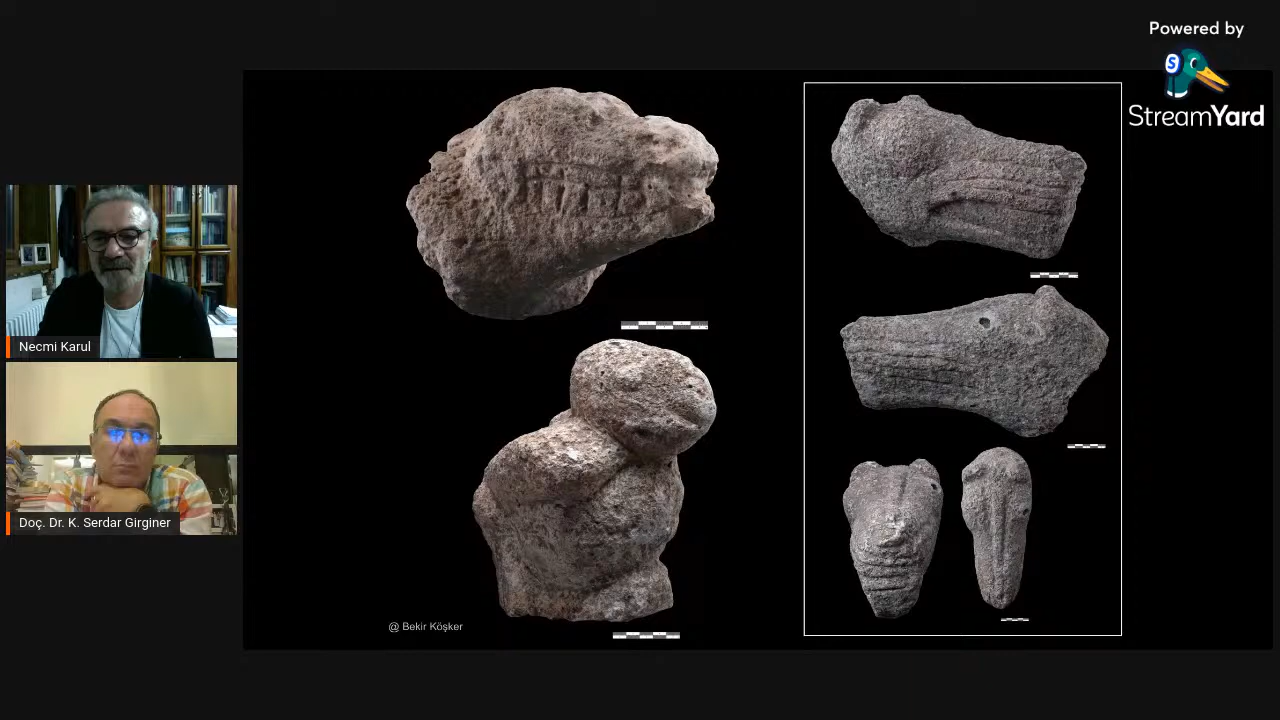 Powered by
S
StreamYard
Necmi Karul
Doç. Dr. K. Serdar Girginer
@ Bekir Köşker